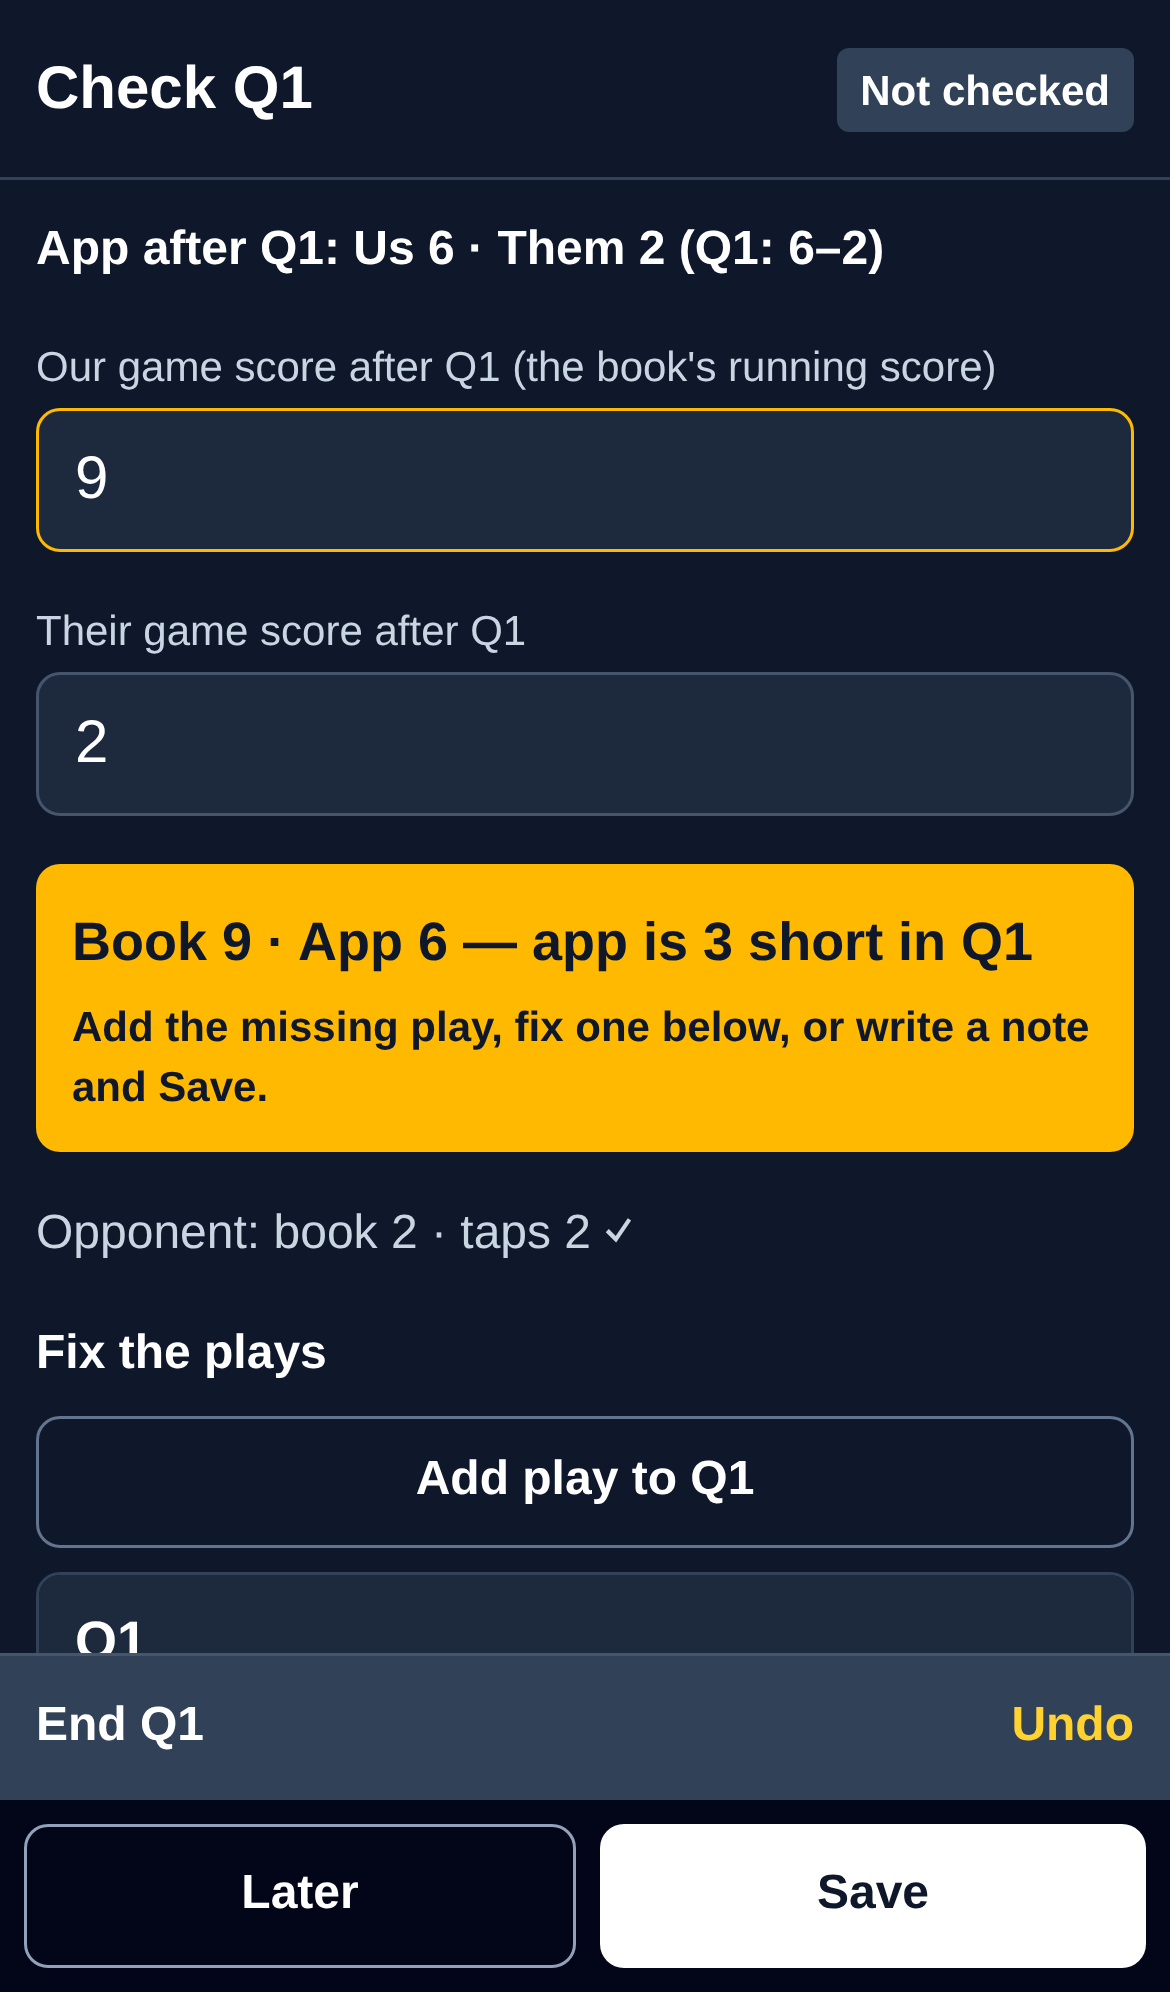 Check Q1
Not checked
App after Q1: Us 6 · Them 2 (Q1: 6–2)
Our game score after Q1 (the book's running score)
9
Their game score after Q1
2
Book 9 · App 6 — app is 3 short in Q1
Add the missing play, fix one below, or write a note
and Save.
Opponent: book 2 · taps 2 ✓
Fix the plays
Add play to Q1
Q1
End Q1
Undo
Later
Save